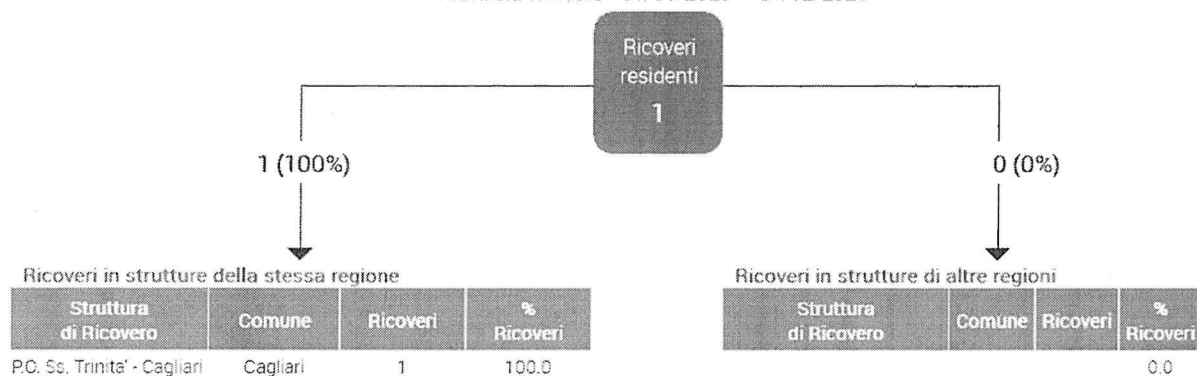 Ricoveri
residenti
1
1 (100%)
0 (0%)
Ricoveri in strutture della stessa regione
Struttura di Ricovero Comune Ricoveri % Ricoveri
P.O. Ss. Trinita' - Cagliari Cagliari 1 100.0
Ricoveri in strutture di altre regioni
Struttura di Ricovero Comune Ricoveri % Ricoveri
0.0